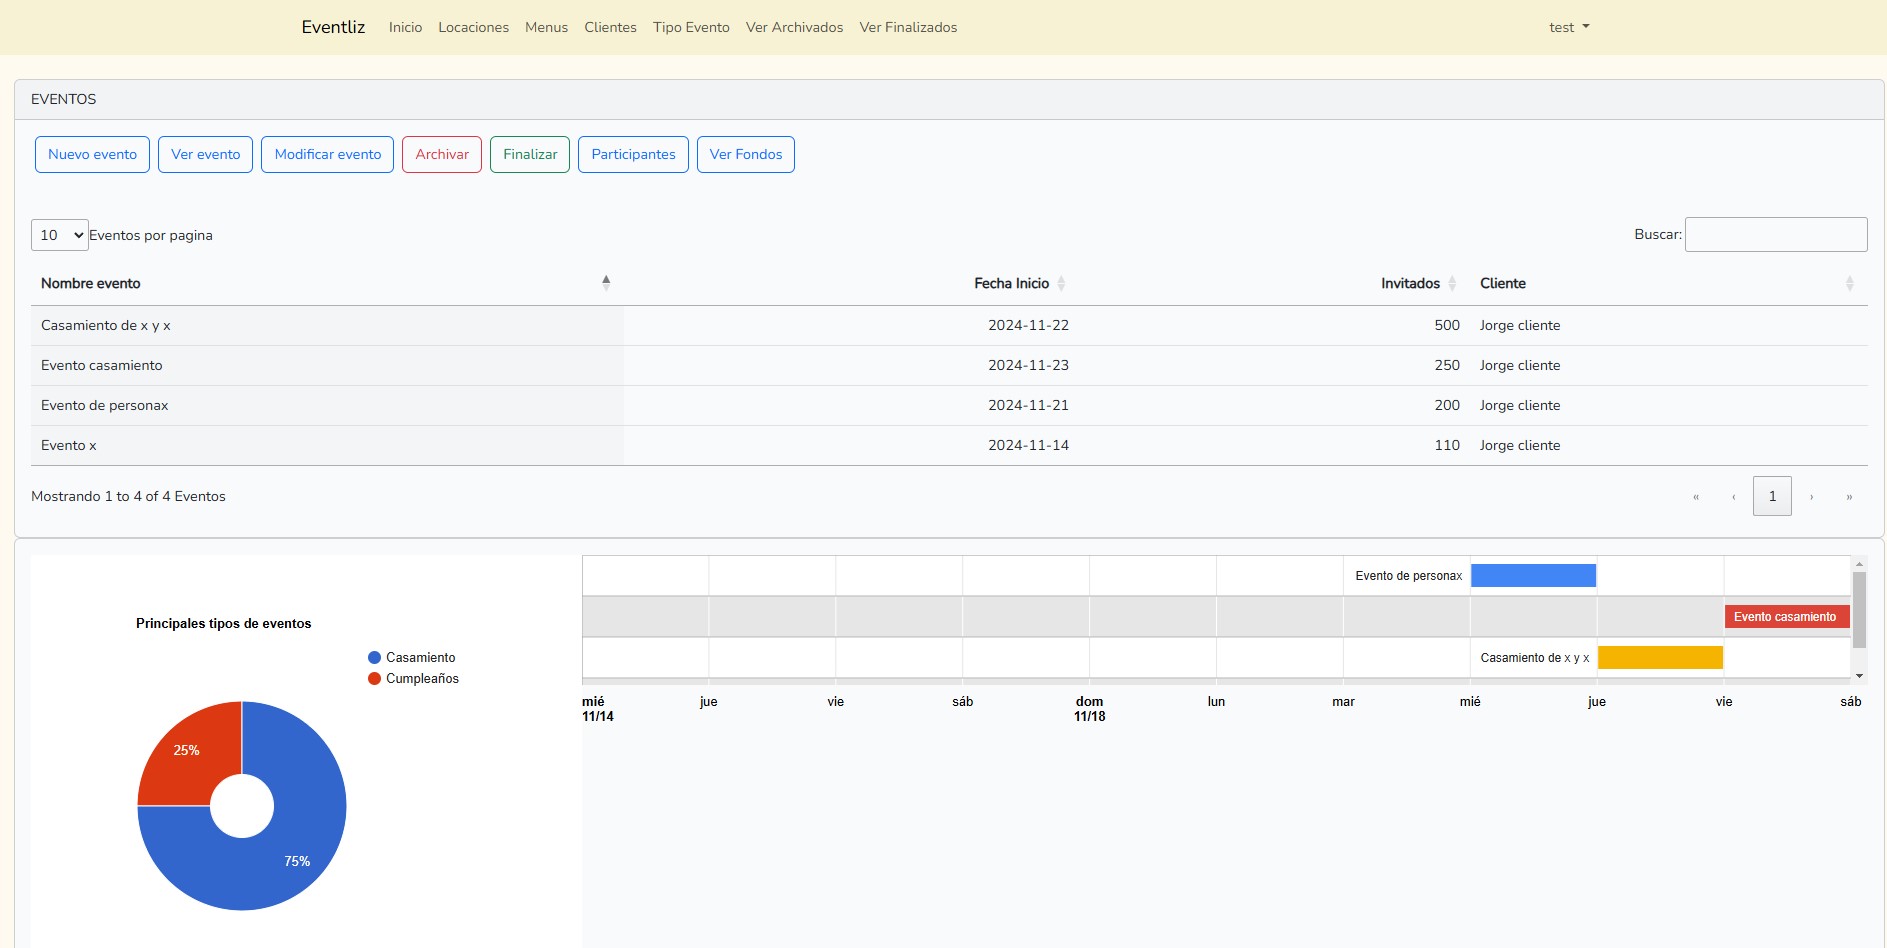 Eventliz Inicio Locaciones Menus Clientes Tipo Evento Ver Archivados Ver Finalizados test
EVENTOS
Nuevo evento Ver evento Modificar evento Archivar Finalizar Participantes Ver Fondos
10 Eventos por pagina Buscar:
Nombre evento Fecha Inicio Invitados Cliente
Casamiento de x y x 2024-11-22 500 Jorge cliente
Evento casamiento 2024-11-23 250 Jorge cliente
Evento de personax 2024-11-21 200 Jorge cliente
Evento x 2024-11-14 110 Jorge cliente
Mostrando 1 to 4 of 4 Eventos « ‹ 1 › »
Principales tipos de eventos
Casamiento
Cumpleaños
25%
75%
Evento de personax
Evento casamiento
Casamiento de x y x
mié jue vie sáb dom lun mar mié jue vie sáb
11/14 11/18